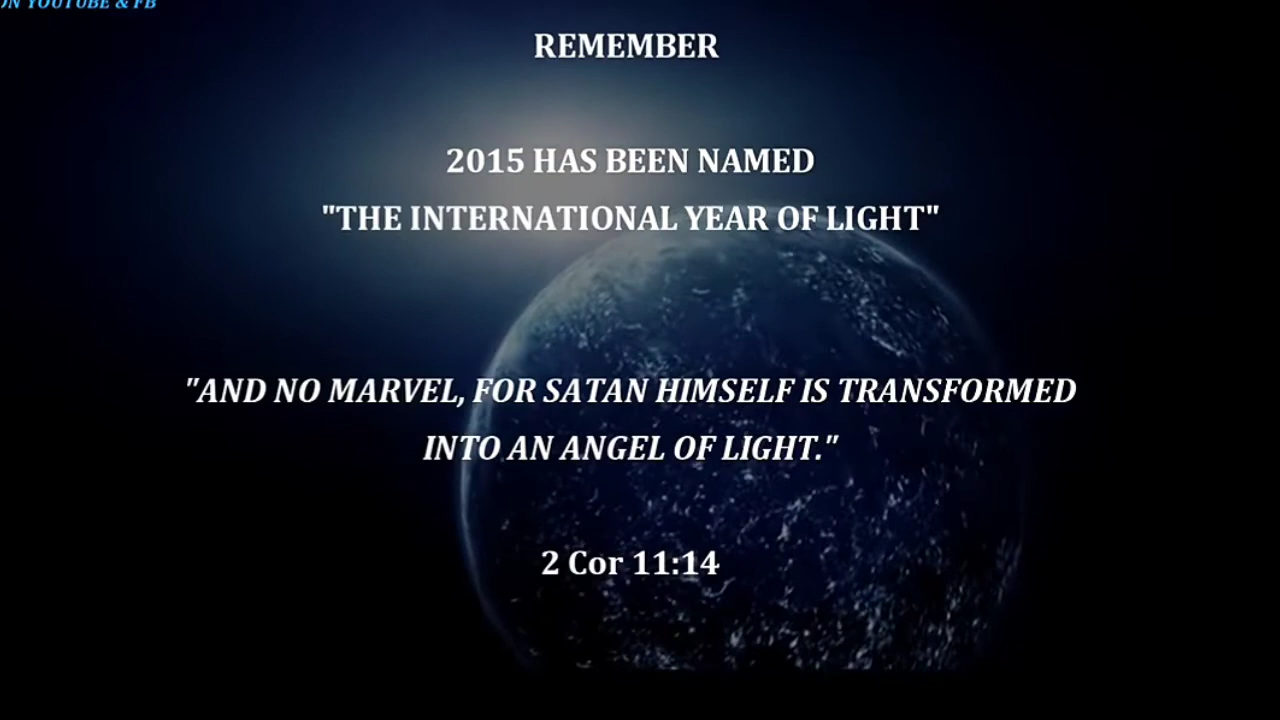 ON YOUTUBE & FB
REMEMBER
2015 HAS BEEN NAMED
"THE INTERNATIONAL YEAR OF LIGHT"
"AND NO MARVEL, FOR SATAN HIMSELF IS TRANSFORMED
INTO AN ANGEL OF LIGHT."
2 Cor 11:14